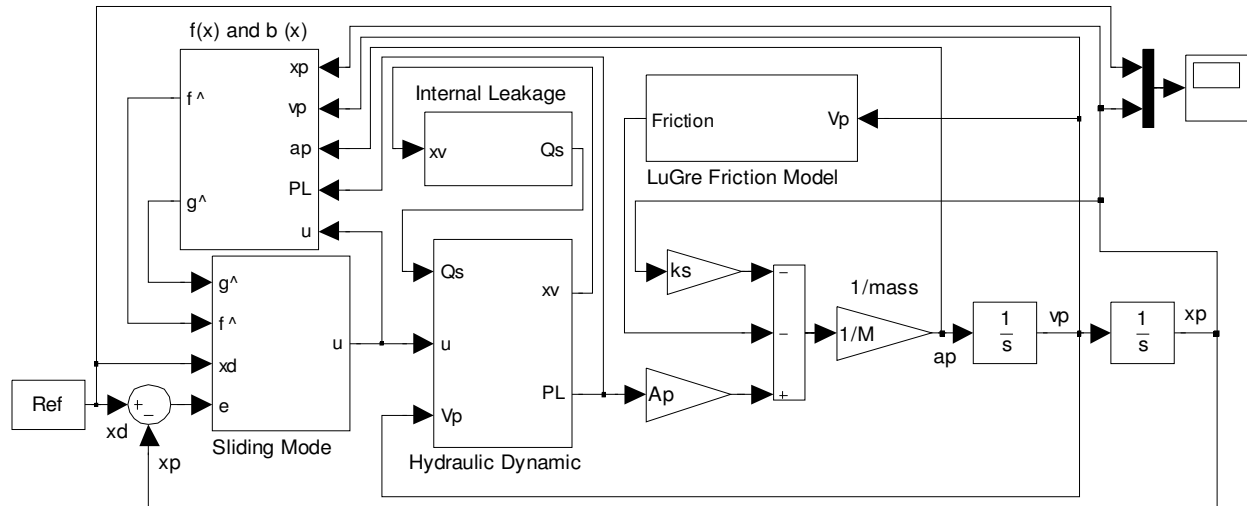 f(x) and b (x)
xp
f ^
vp
ap
PL
g^
u
Internal Leakage
xv
Qs
Friction
Vp
LuGre Friction Model
g^
f ^
xd
e
u
Sliding Mode
Qs
u
Vp
xv
PL
Hydraulic Dynamic
ks
Ap
−
−
+
1/mass
1/M
ap
1
s
vp
1
s
xp
Ref
xd
+
−
xp